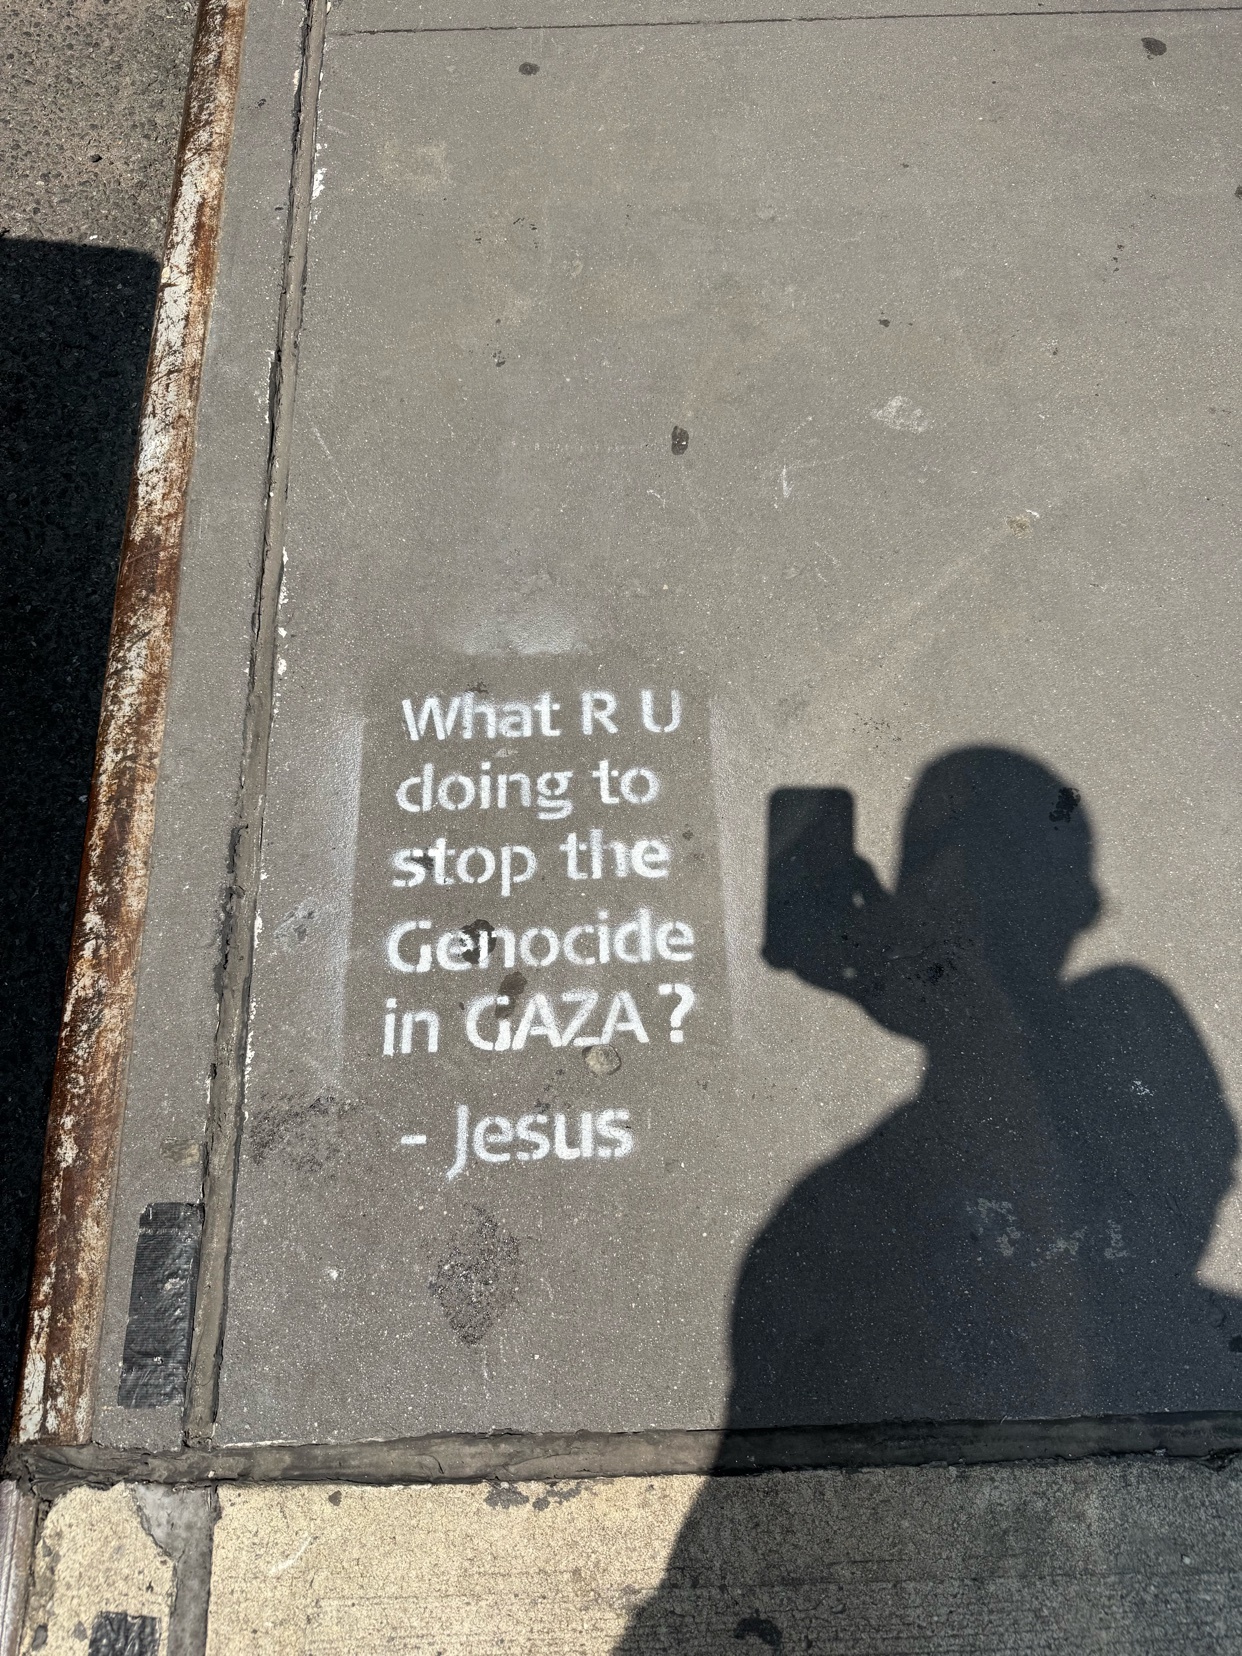 What R U
doing to
stop the
Genocide
in GAZA?
- Jesus